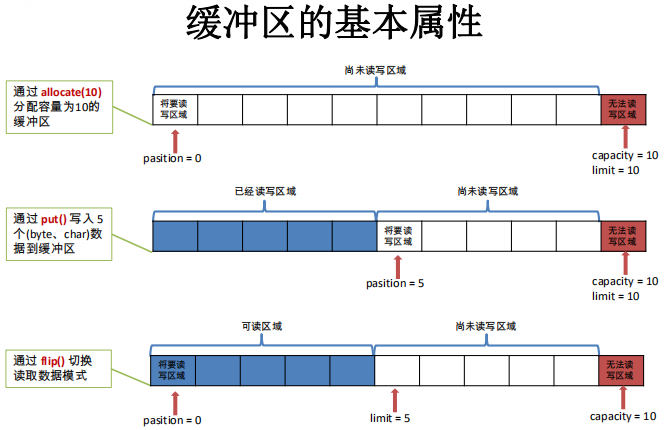 缓冲区的基本属性
尚未读写区域
通过 allocate(10)
分配容量为10的
缓冲区
将要读
写区域
无法读
写区域
pasition = 0
capacity = 10
limit = 10
已经读写区域
尚未读写区域
通过 put() 写入 5
个(byte、char)数
据到缓冲区
将要读
写区域
无法读
写区域
pasition = 5
capacity = 10
limit = 10
可读区域
尚未读写区域
通过 flip() 切换
读取数据模式
将要读
写区域
无法读
写区域
pasition = 0
limit = 5
capacity = 10